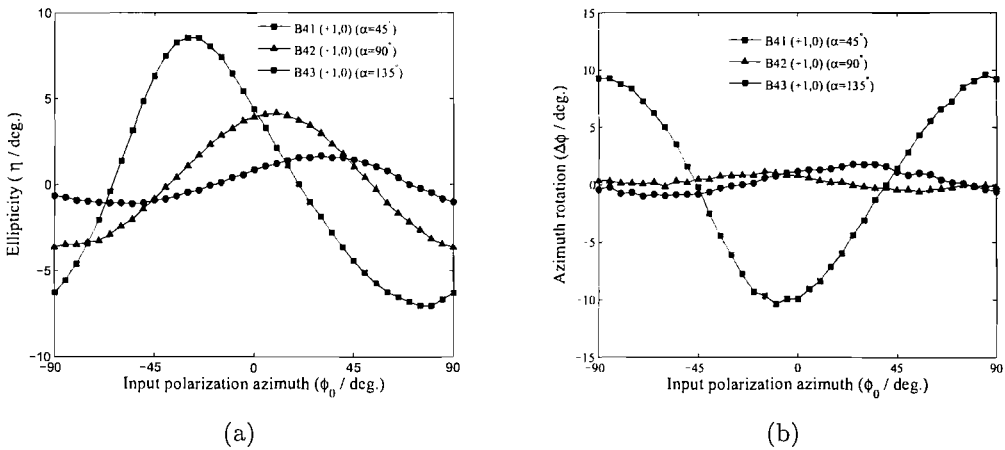 10
5
0
−5
−10
−90
−45
0
45
90
Ellipticity ( η / deg.)
Input polarization azimuth (ϕ0 / deg.)
B41 (+1,0) (α=45°)
B42 (+1,0) (α=90°)
B43 (+1,0) (α=135°)
(a)
15
10
5
0
−5
−10
−15
−90
−45
0
45
90
Azimuth rotation (Δϕ / deg.)
Input polarization azimuth (ϕ0 / deg.)
B41 (+1,0) (α=45°)
B42 (+1,0) (α=90°)
B43 (+1,0) (α=135°)
(b)